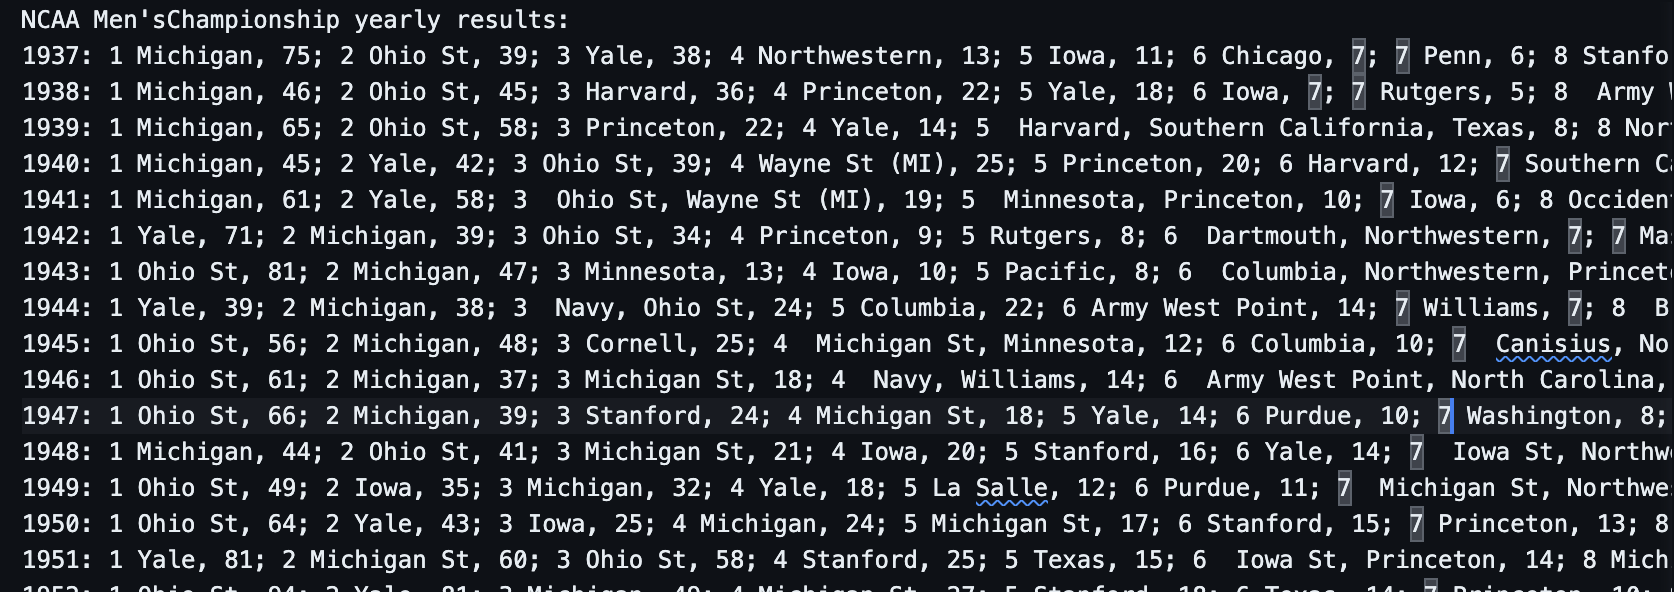 NCAA Men'sChampionship yearly results:
1937: 1 Michigan, 75; 2 Ohio St, 39; 3 Yale, 38; 4 Northwestern, 13; 5 Iowa, 11; 6 Chicago, 7; 7 Penn, 6; 8 Stanfo
1938: 1 Michigan, 46; 2 Ohio St, 45; 3 Harvard, 36; 4 Princeton, 22; 5 Yale, 18; 6 Iowa, 7; 7 Rutgers, 5; 8  Army
1939: 1 Michigan, 65; 2 Ohio St, 58; 3 Princeton, 22; 4 Yale, 14; 5  Harvard, Southern California, Texas, 8; 8 Nor
1940: 1 Michigan, 45; 2 Yale, 42; 3 Ohio St, 39; 4 Wayne St (MI), 25; 5 Princeton, 20; 6 Harvard, 12; 7 Southern C
1941: 1 Michigan, 61; 2 Yale, 58; 3  Ohio St, Wayne St (MI), 19; 5  Minnesota, Princeton, 10; 7 Iowa, 6; 8 Occiden
1942: 1 Yale, 71; 2 Michigan, 39; 3 Ohio St, 34; 4 Princeton, 9; 5 Rutgers, 8; 6  Dartmouth, Northwestern, 7; 7 Ma
1943: 1 Ohio St, 81; 2 Michigan, 47; 3 Minnesota, 13; 4 Iowa, 10; 5 Pacific, 8; 6  Columbia, Northwestern, Princet
1944: 1 Yale, 39; 2 Michigan, 38; 3  Navy, Ohio St, 24; 5 Columbia, 22; 6 Army West Point, 14; 7 Williams, 7; 8  B
1945: 1 Ohio St, 56; 2 Michigan, 48; 3 Cornell, 25; 4  Michigan St, Minnesota, 12; 6 Columbia, 10; 7  Canisius, No
1946: 1 Ohio St, 61; 2 Michigan, 37; 3 Michigan St, 18; 4  Navy, Williams, 14; 6  Army West Point, North Carolina,
1947: 1 Ohio St, 66; 2 Michigan, 39; 3 Stanford, 24; 4 Michigan St, 18; 5 Yale, 14; 6 Purdue, 10; 7 Washington, 8;
1948: 1 Michigan, 44; 2 Ohio St, 41; 3 Michigan St, 21; 4 Iowa, 20; 5 Stanford, 16; 6 Yale, 14; 7  Iowa St, Northw
1949: 1 Ohio St, 49; 2 Iowa, 35; 3 Michigan, 32; 4 Yale, 18; 5 La Salle, 12; 6 Purdue, 11; 7  Michigan St, Northwe
1950: 1 Ohio St, 64; 2 Yale, 43; 3 Iowa, 25; 4 Michigan, 24; 5 Michigan St, 17; 6 Stanford, 15; 7 Princeton, 13; 8
1951: 1 Yale, 81; 2 Michigan St, 60; 3 Ohio St, 58; 4 Stanford, 25; 5 Texas, 15; 6  Iowa St, Princeton, 14; 8 Mich